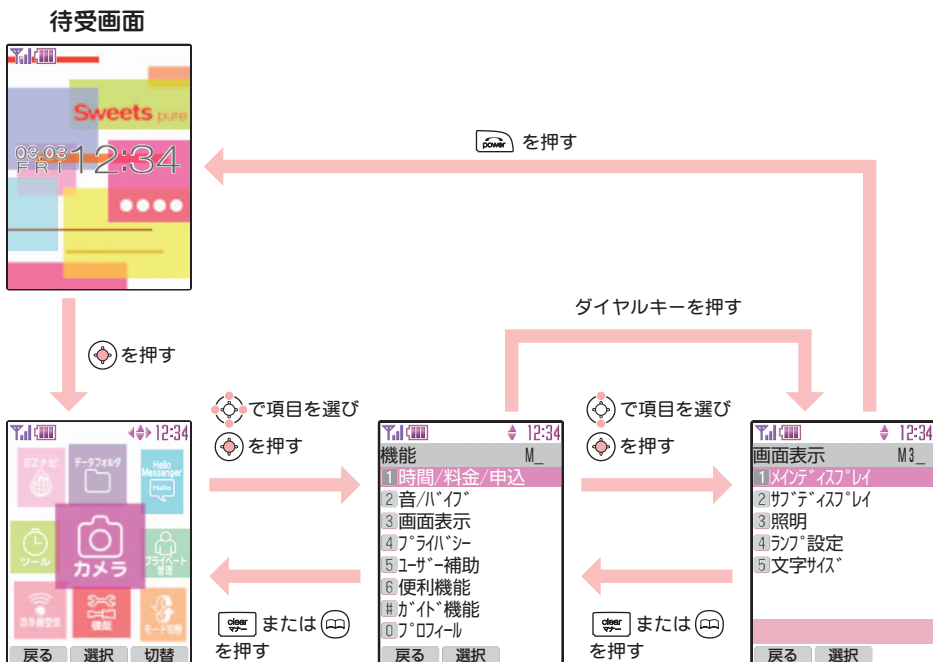 待受画面
Sweets pure
03.03 12:34
FRI
power を押す
ダイヤルキーを押す
を押す
で項目を選び
を押す
で項目を選び
を押す
12:34
EZナビ
データフォルダ
Hello Messenger
Hello
ツール
カメラ
プライベート管理
赤外線受信
機能
モード切替
戻る 選択 切替
clear マナー または
を押す
12:34
機能 M_
1 時間/料金/申込
2 音/ﾊﾞｲﾌﾞ
3 画面表示
4 ﾌﾟﾗｲﾊﾞｼｰ
5 ﾕｰｻﾞｰ補助
6 便利機能
# ｶﾞｲﾄﾞ機能
0 ﾌﾟﾛﾌｨｰﾙ
戻る 選択
clear マナー または
を押す
12:34
画面表示 M3_
1 ﾒｲﾝﾃﾞｨｽﾌﾟﾚｲ
2 ｻﾌﾞﾃﾞｨｽﾌﾟﾚｲ
3 照明
4 ﾗﾝﾌﾟ設定
5 文字ｻｲｽﾞ
戻る 選択